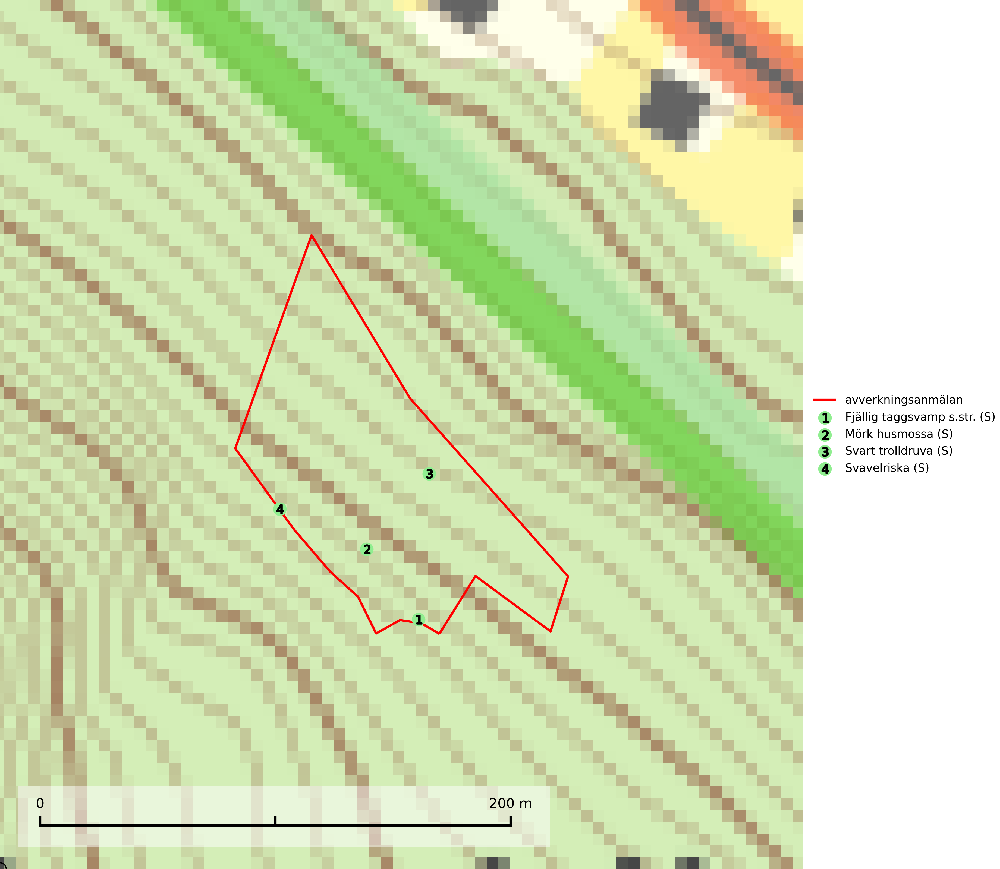 3
4
2
1
0 200 m
avverkningsanmälan
1 Fjällig taggsvamp s.str. (S)
2 Mörk husmossa (S)
3 Svart trolldruva (S)
4 Svavelriska (S)